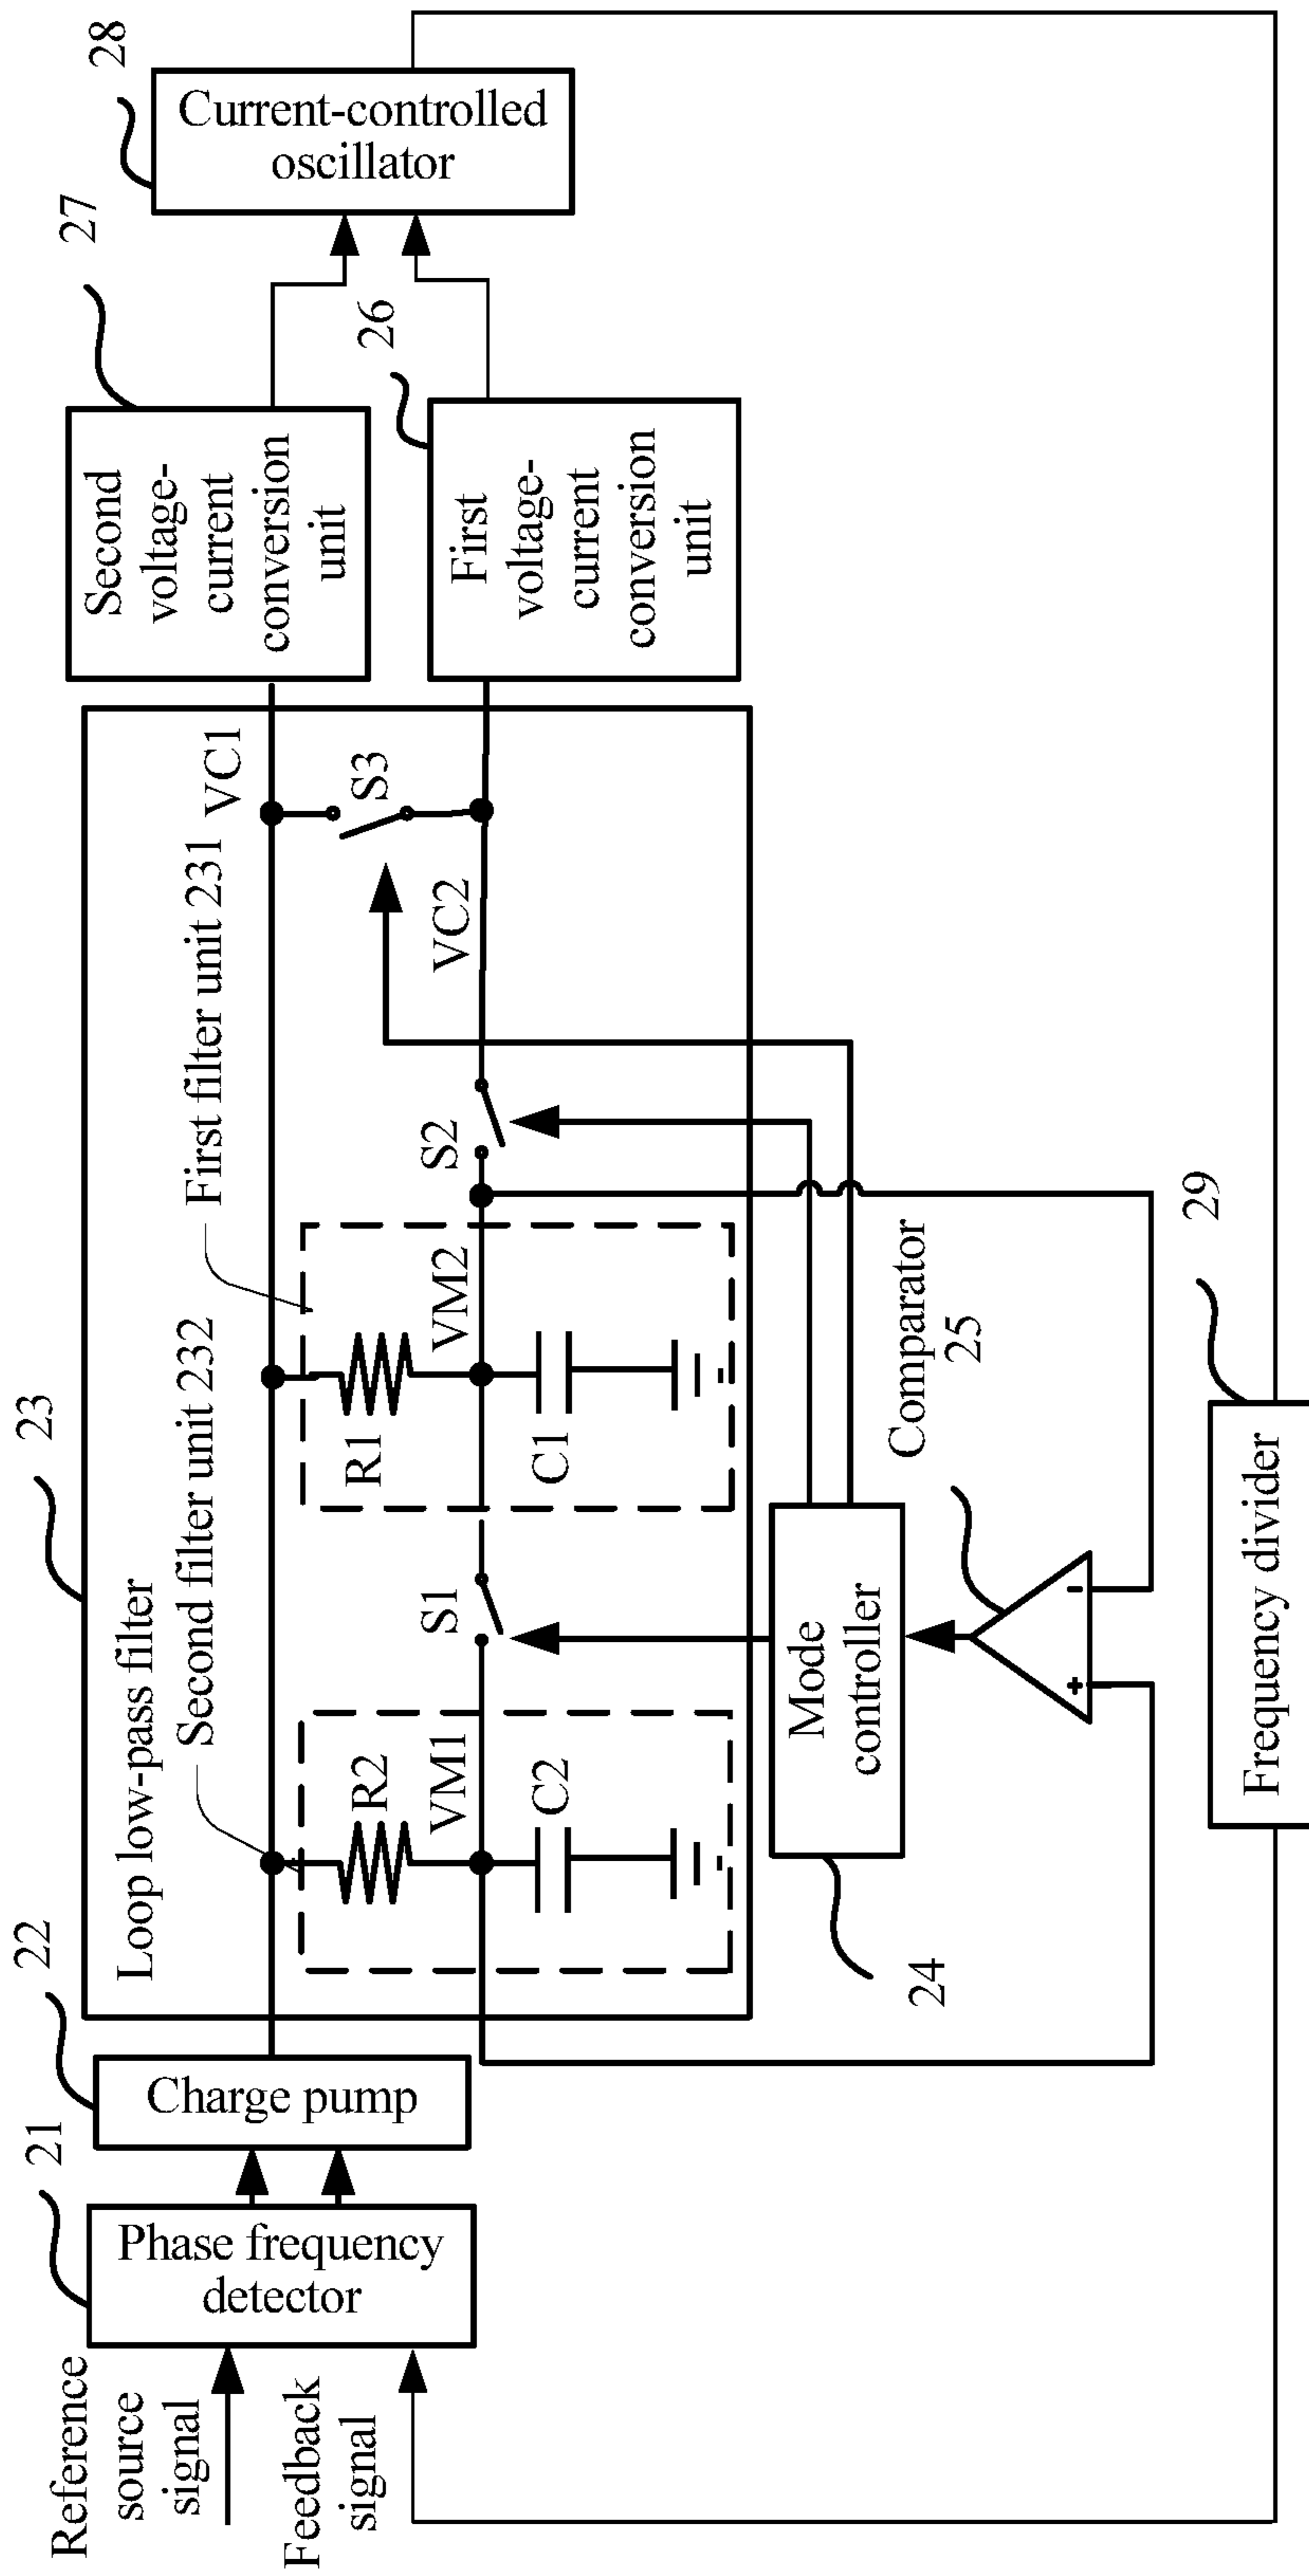 Reference
source
signal
Feedback
signal
21
Phase frequency
detector
22
Charge pump
23
Loop low-pass filter
Second filter unit 232
R2
VM1
C2
S1
First filter unit 231
R1
VM2
C1
S2
VC1
S3
VC2
24
Mode
controller
Comparator
25
+
-
27
Second
voltage-
current
conversion
unit
26
First
voltage-
current
conversion
unit
28
Current-controlled
oscillator
29
Frequency divider